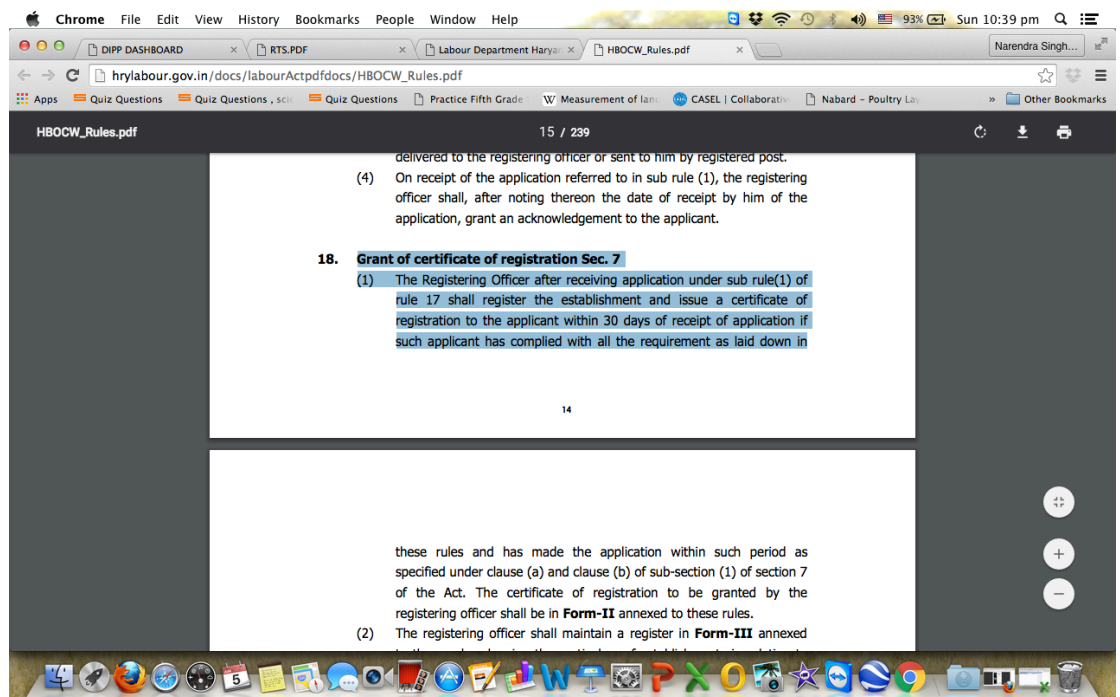 Chrome File Edit View History Bookmarks People Window Help 93% Sun 10:39 pm
DIPP DASHBOARD RTS.PDF Labour Department Haryan HBOCW_Rules.pdf Narendra Singh...
hrylabour.gov.in/docs/labourActpdfdocs/HBOCW_Rules.pdf
Apps Quiz Questions Quiz Questions , scie Quiz Questions Practice Fifth Grade W Measurement of land CASEL | Collaborativ Nabard – Poultry Lay » Other Bookmarks
HBOCW_Rules.pdf 15 / 239
delivered to the registering officer or sent to him by registered post.
(4) On receipt of the application referred to in sub rule (1), the registering
officer shall, after noting thereon the date of receipt by him of the
application, grant an acknowledgement to the applicant.
18. Grant of certificate of registration Sec. 7
(1) The Registering Officer after receiving application under sub rule(1) of
rule 17 shall register the establishment and issue a certificate of
registration to the applicant within 30 days of receipt of application if
such applicant has complied with all the requirement as laid down in
14
these rules and has made the application within such period as
specified under clause (a) and clause (b) of sub-section (1) of section 7
of the Act. The certificate of registration to be granted by the
registering officer shall be in Form-II annexed to these rules.
(2) The registering officer shall maintain a register in Form-III annexed